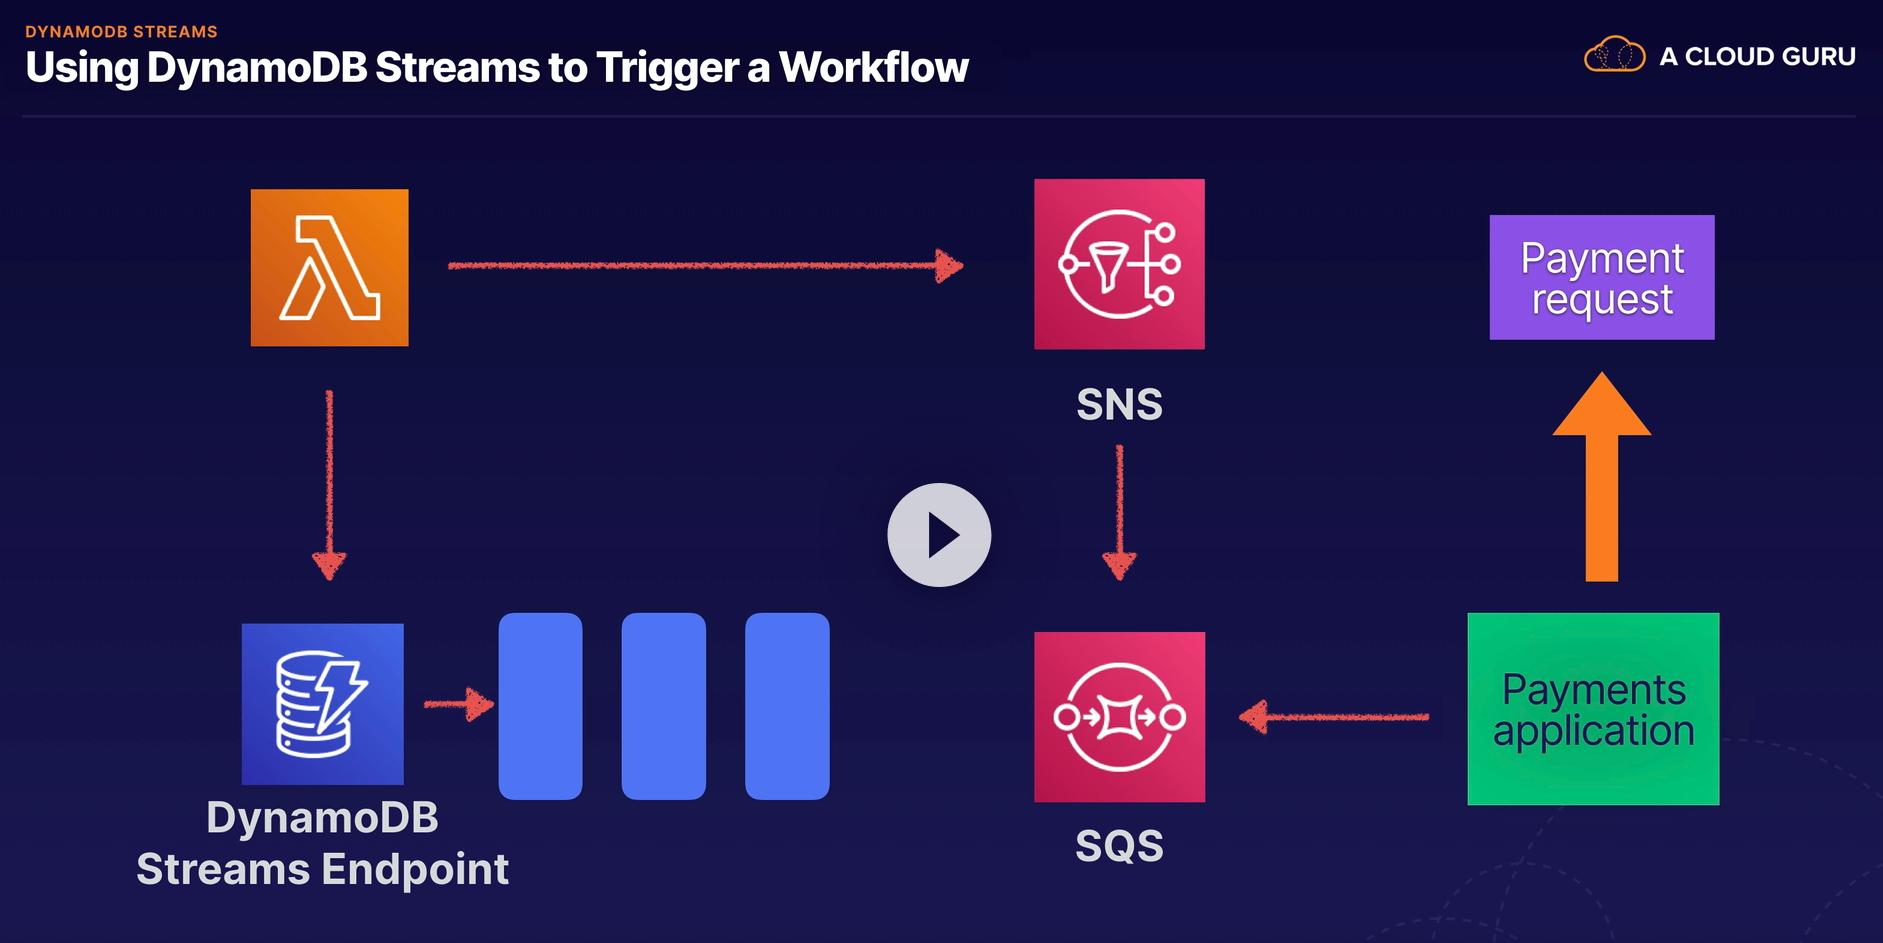 DYNAMODB STREAMS
Using DynamoDB Streams to Trigger a Workflow
A CLOUD GURU
SNS
Payment
request
DynamoDB
Streams Endpoint
SQS
Payments
application